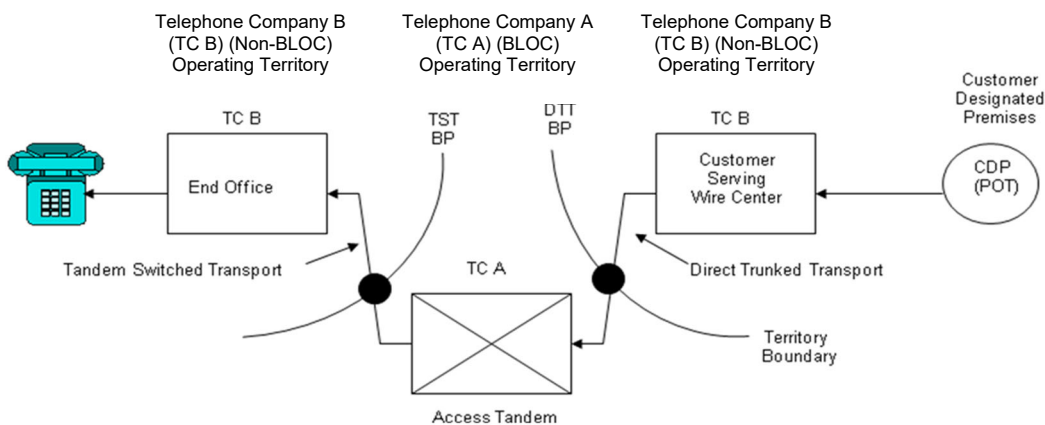 Telephone Company B
(TC B) (Non-BLOC)
Operating Territory
Telephone Company A
(TC A) (BLOC)
Operating Territory
Telephone Company B
(TC B) (Non-BLOC)
Operating Territory
Customer
Designated
Premises
TC B
TST
BP
DTT
BP
TC B
End Office
Customer
Serving
Wire Center
CDP
(POT)
Tandem Switched Transport
TC A
Direct Trunked Transport
Territory
Boundary
Access Tandem